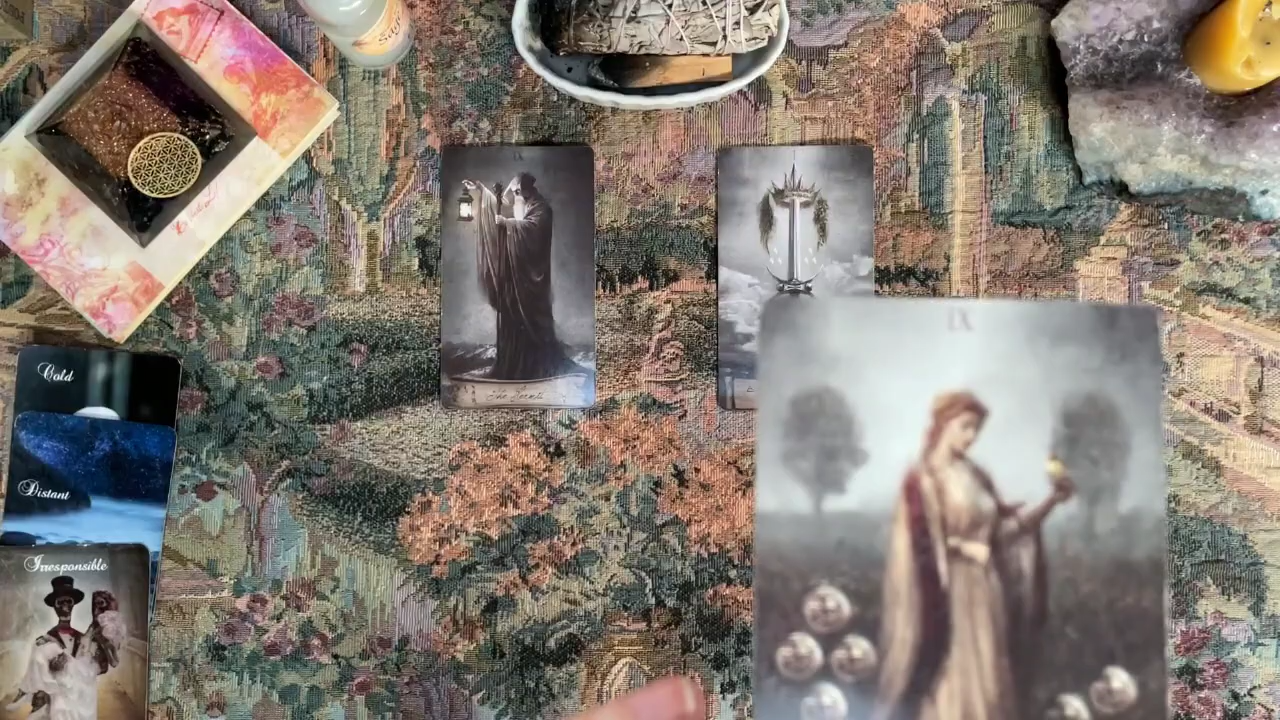 IX
The Hermit
IX
Cold
Distant
Irresponsible